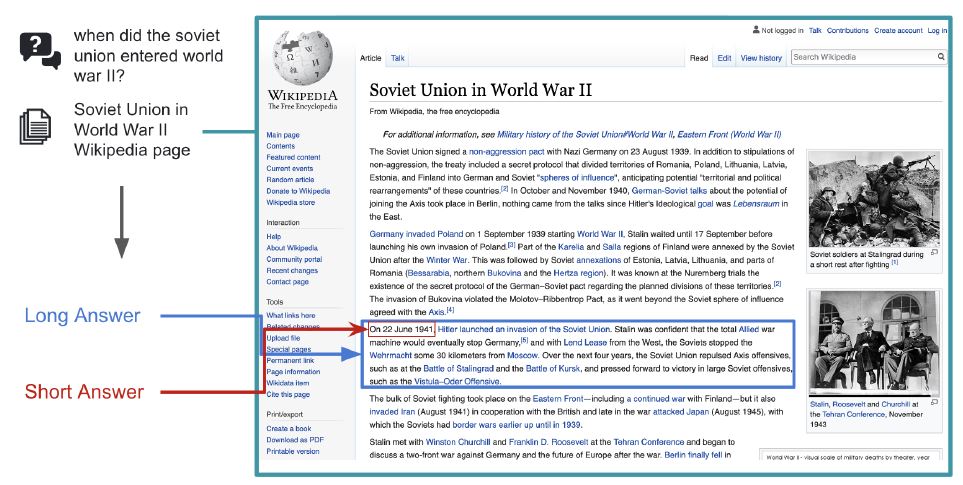 when did the soviet
union entered world
war II?
Soviet Union in
World War II
Wikipedia page
Long Answer
Short Answer
WIKIPEDIA
The Free Encyclopedia
Main page
Contents
Featured content
Current events
Random article
Donate to Wikipedia
Wikipedia store
Interaction
Help
About Wikipedia
Community portal
Recent changes
Contact page
Tools
What links here
Related changes
Upload file
Special pages
Permanent link
Page information
Wikidata item
Cite this page
Print/export
Create a book
Download as PDF
Printable version
Not logged in Talk Contributions Create account Log in
Article Talk Read Edit View history Search Wikipedia
Soviet Union in World War II
From Wikipedia, the free encyclopedia
For additional information, see Military history of the Soviet Union#World War II, Eastern Front (World War II)
The Soviet Union signed a non-aggression pact with Nazi Germany on 23 August 1939. In addition to stipulations of
non-aggression, the treaty included a secret protocol that divided territories of Romania, Poland, Lithuania, Latvia,
Estonia, and Finland into German and Soviet "spheres of influence", anticipating potential "territorial and political
rearrangements" of these countries.[2] In October and November 1940, German-Soviet talks about the potential of
joining the Axis took place in Berlin, nothing came from the talks since Hitler's Ideological goal was Lebensraum in
the East.
Germany invaded Poland on 1 September 1939 starting World War II, Stalin waited until 17 September before
launching his own invasion of Poland.[3] Part of the Karelia and Salla regions of Finland were annexed by the Soviet
Union after the Winter War. This was followed by Soviet annexations of Estonia, Latvia, Lithuania, and parts of
Romania (Bessarabia, northern Bukovina and the Hertza region). It was known at the Nuremberg trials the
existence of the secret protocol of the German–Soviet pact regarding the planned divisions of these territories.[2]
The invasion of Bukovina violated the Molotov–Ribbentrop Pact, as it went beyond the Soviet sphere of influence
agreed with the Axis.[4]
On 22 June 1941, Hitler launched an invasion of the Soviet Union. Stalin was confident that the total Allied war
machine would eventually stop Germany,[5] and with Lend Lease from the West, the Soviets stopped the
Wehrmacht some 30 kilometers from Moscow. Over the next four years, the Soviet Union repulsed Axis offensives,
such as at the Battle of Stalingrad and the Battle of Kursk, and pressed forward to victory in large Soviet offensives,
such as the Vistula–Oder Offensive.
The bulk of Soviet fighting took place on the Eastern Front—including a continued war with Finland—but it also
invaded Iran (August 1941) in cooperation with the British and late in the war attacked Japan (August 1945), with
which the Soviets had border wars earlier up until in 1939.
Stalin met with Winston Churchill and Franklin D. Roosevelt at the Tehran Conference and began to
discuss a two-front war against Germany and the future of Europe after the war. Berlin finally fell in
Soviet soldiers at Stalingrad during
a short rest after fighting [1]
Stalin, Roosevelt and Churchill at
the Tehran Conference, November
1943
World War II - visual scale of military deaths by theater, year